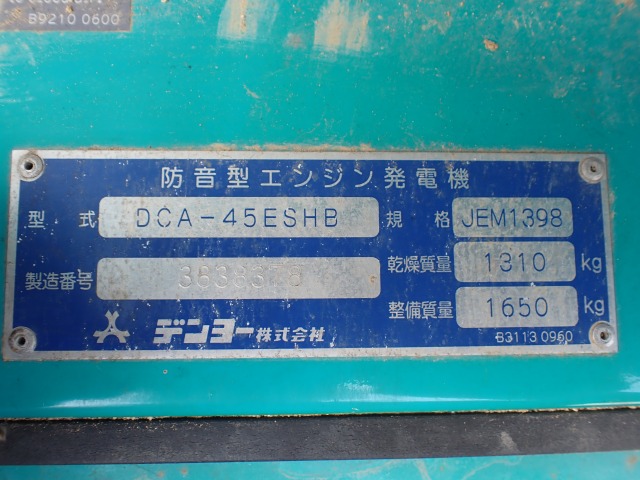 B9210 0600
防音型エンジン発電機
型式 DCA-45ESHB 規格 JEM1398
乾燥質量 1310 kg
製造番号
整備質量 1650 kg
デンヨー株式会社
B3113 0960